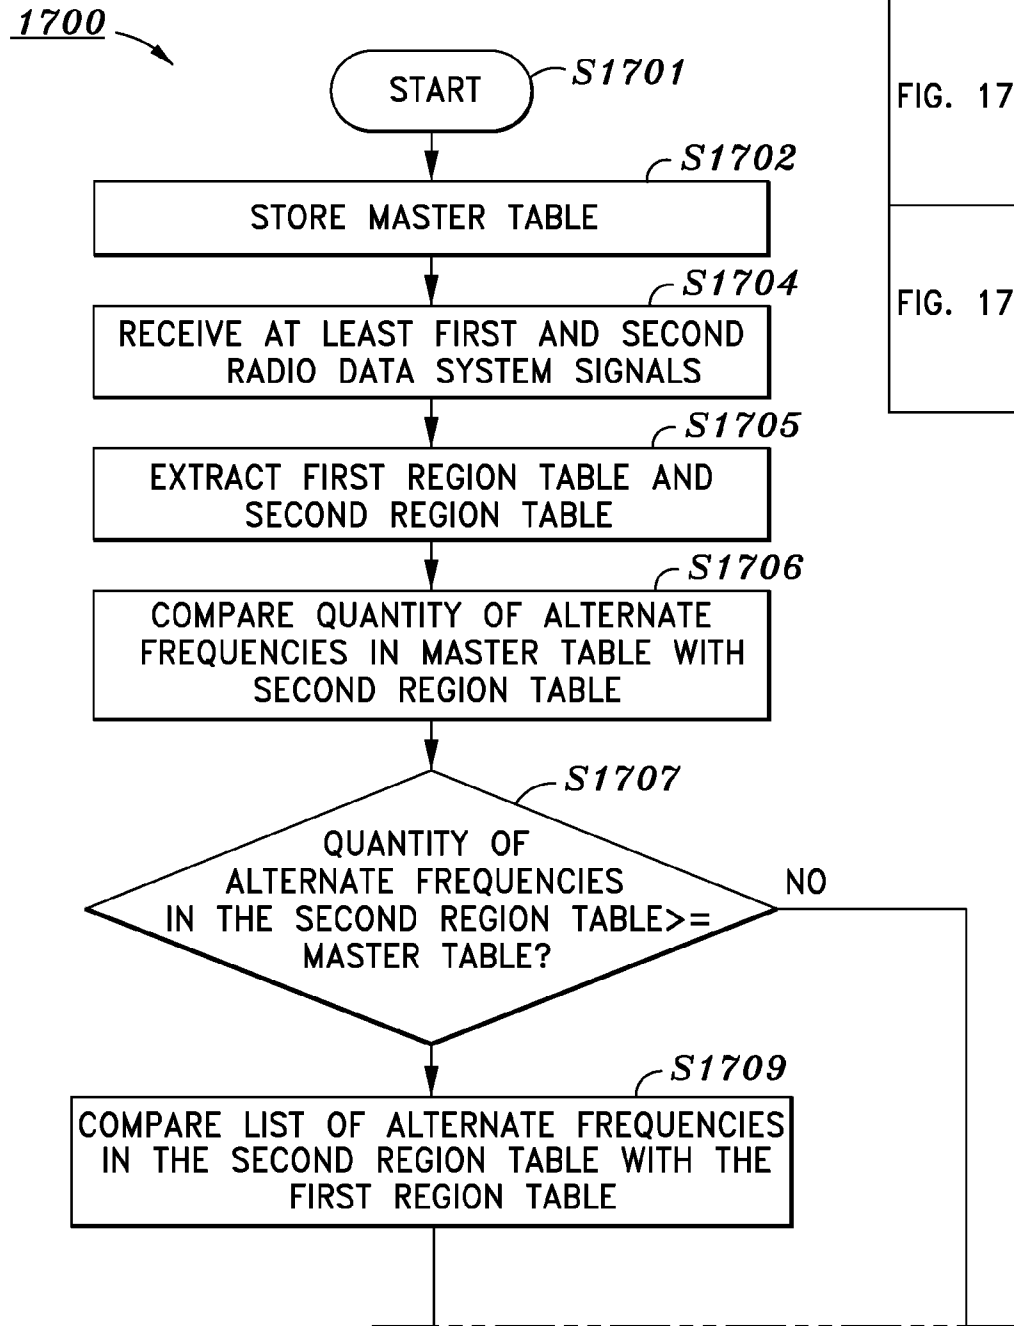 1700
START
S1701
FIG. 17
S1702
STORE MASTER TABLE
S1704
RECEIVE AT LEAST FIRST AND SECOND
RADIO DATA SYSTEM SIGNALS
FIG. 17
S1705
EXTRACT FIRST REGION TABLE AND
SECOND REGION TABLE
S1706
COMPARE QUANTITY OF ALTERNATE
FREQUENCIES IN MASTER TABLE WITH
SECOND REGION TABLE
S1707
QUANTITY OF
ALTERNATE FREQUENCIES
IN THE SECOND REGION TABLE>=
MASTER TABLE?
NO
S1709
COMPARE LIST OF ALTERNATE FREQUENCIES
IN THE SECOND REGION TABLE WITH THE
FIRST REGION TABLE